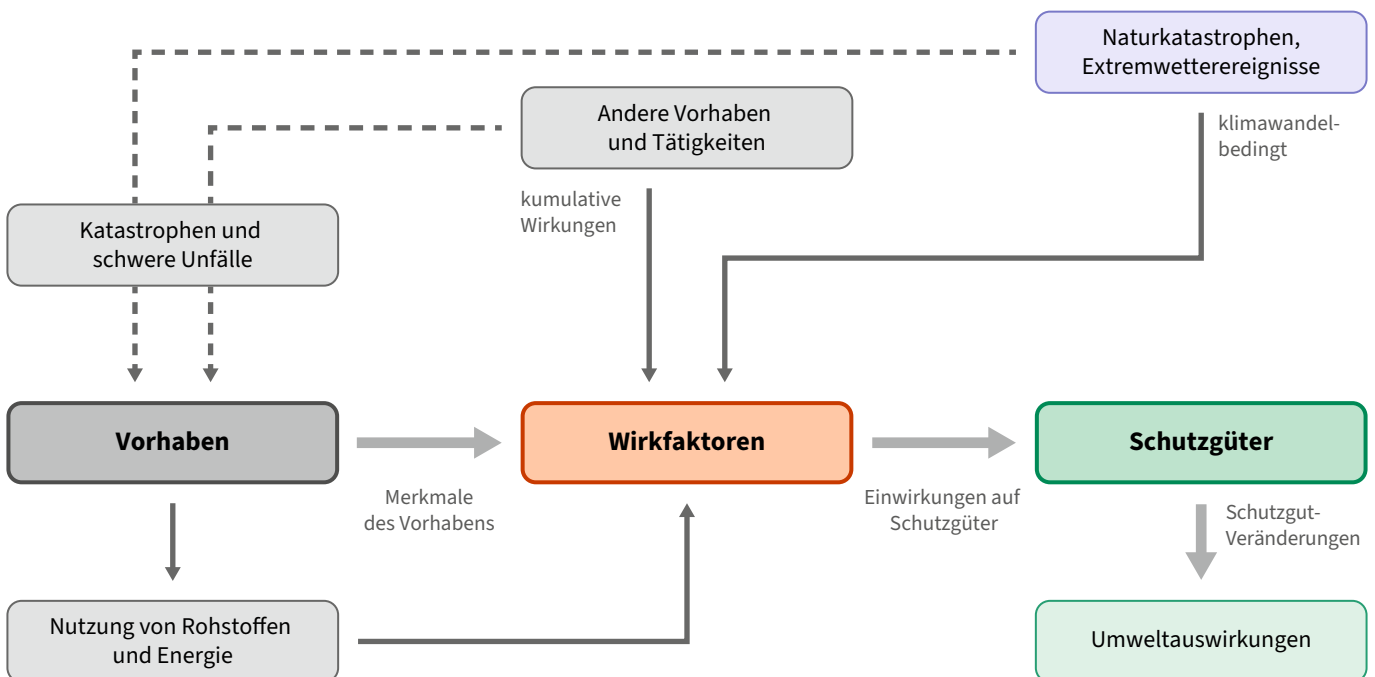 Naturkatastrophen,
Extremwetterereignisse
Andere Vorhaben
und Tätigkeiten
klimawandel-
bedingt
kumulative
Wirkungen
Katastrophen und
schwere Unfälle
Vorhaben
Wirkfaktoren
Schutzgüter
Merkmale
des Vorhabens
Einwirkungen auf
Schutzgüter
Schutzgut-
Veränderungen
Nutzung von Rohstoffen
und Energie
Umweltauswirkungen